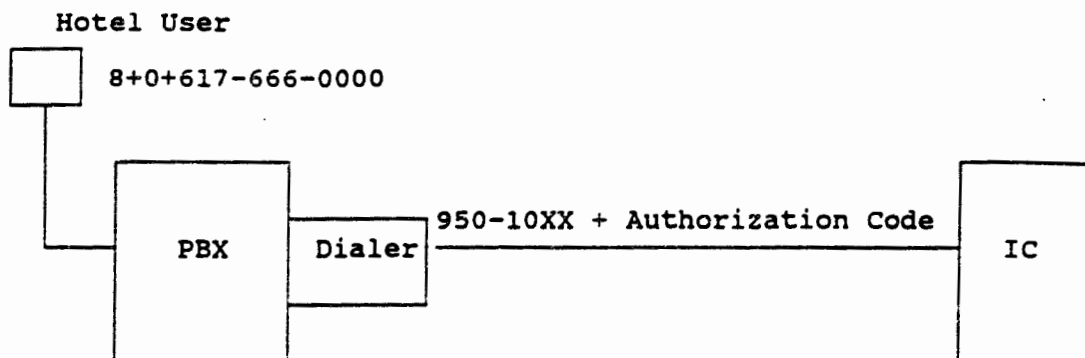 Hotel User
8+0+617-666-0000
950-10XX + Authorization Code
PBX
Dialer
IC